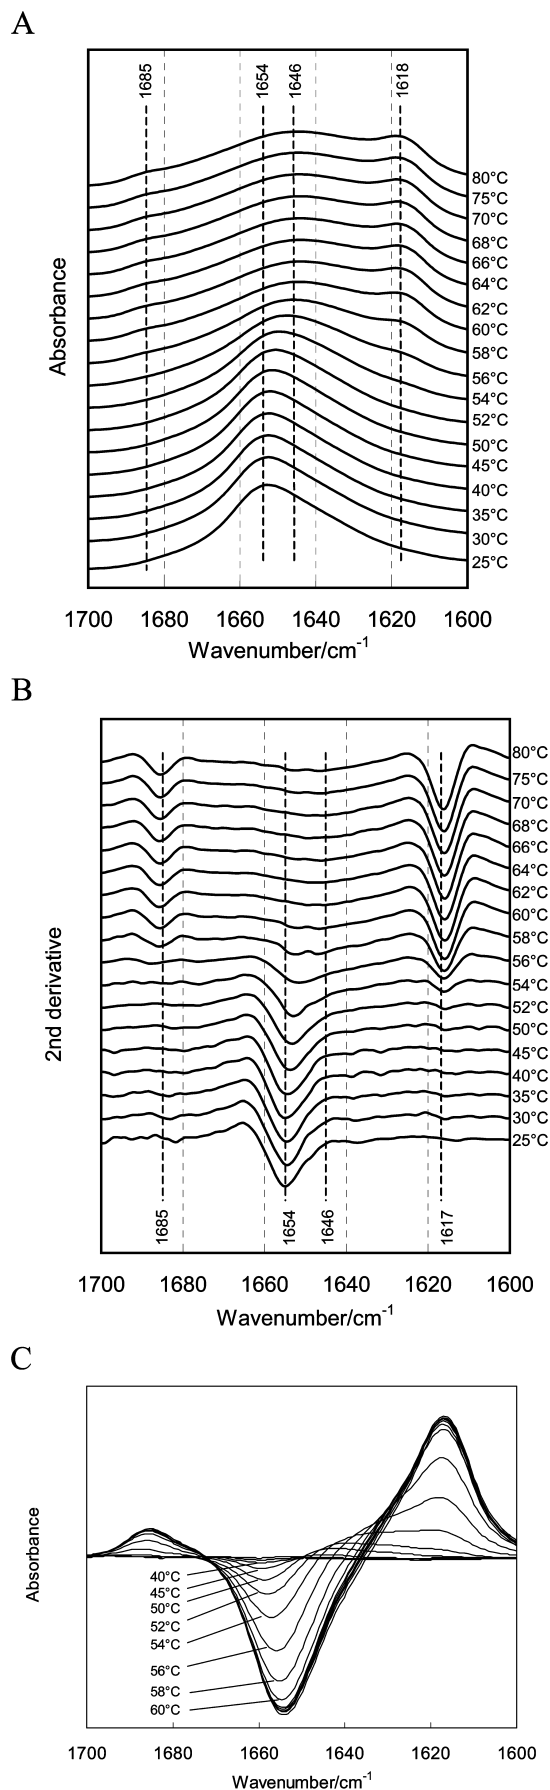 A
1685
1654
1646
1618
80°C
75°C
70°C
68°C
66°C
64°C
62°C
60°C
58°C
56°C
54°C
52°C
50°C
45°C
40°C
35°C
30°C
25°C
Absorbance
1700 1680 1660 1640 1620 1600
Wavenumber/cm⁻¹
B
80°C
75°C
70°C
68°C
66°C
64°C
62°C
60°C
58°C
56°C
54°C
52°C
50°C
45°C
40°C
35°C
30°C
25°C
2nd derivative
1685
1654
1646
1617
1700 1680 1660 1640 1620 1600
Wavenumber/cm⁻¹
C
Absorbance
40°C
45°C
50°C
52°C
54°C
56°C
58°C
60°C
1700 1680 1660 1640 1620 1600
Wavenumber/cm⁻¹